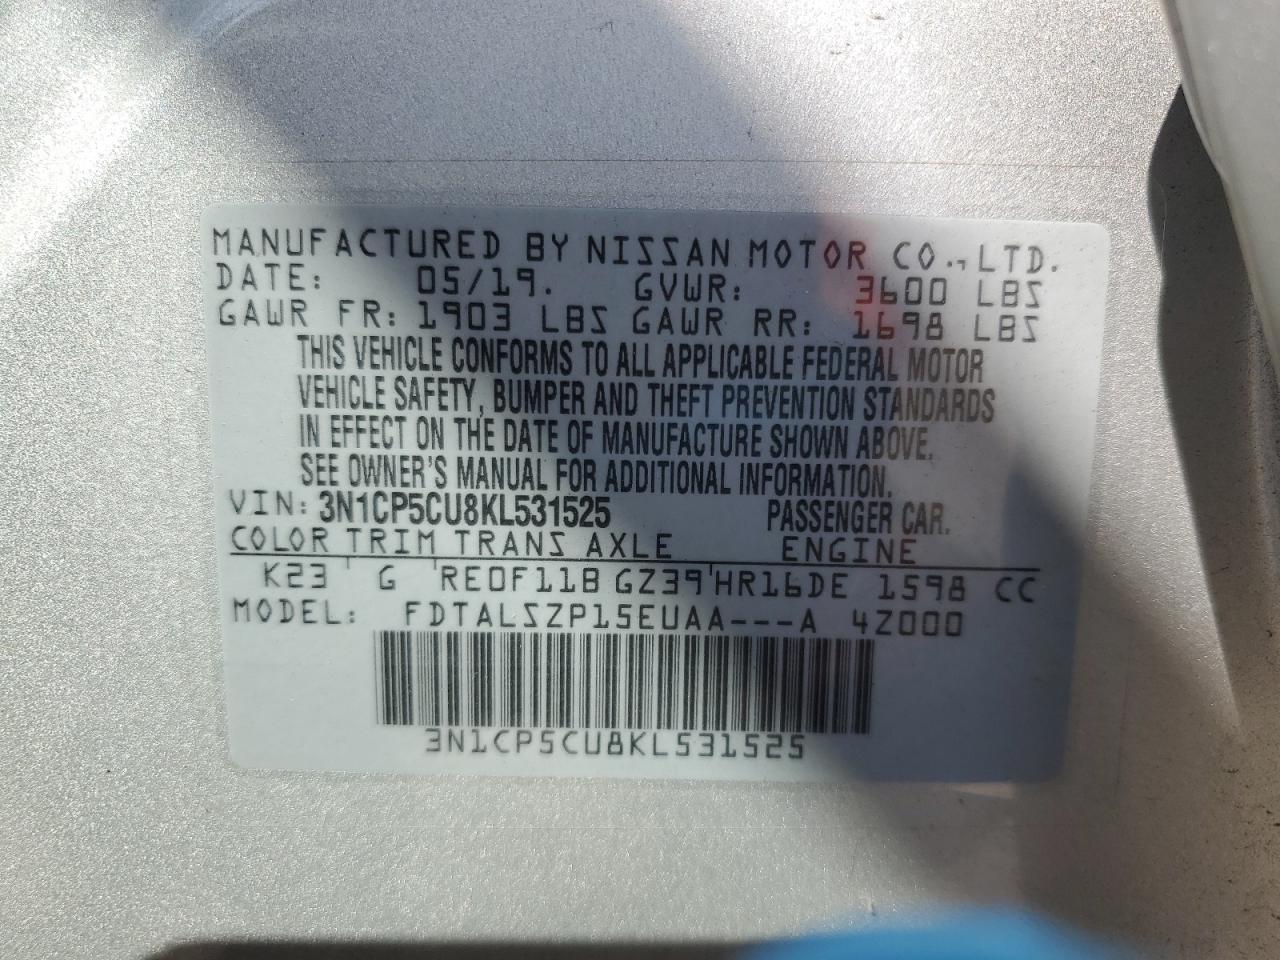 MANUFACTURED BY NISSAN MOTOR CO., LTD.
DATE: 05/19. GVWR: 3600 LBS
GAWR FR: 1903 LBS GAWR RR: 1698 LBS
THIS VEHICLE CONFORMS TO ALL APPLICABLE FEDERAL MOTOR
VEHICLE SAFETY, BUMPER AND THEFT PREVENTION STANDARDS
IN EFFECT ON THE DATE OF MANUFACTURE SHOWN ABOVE.
SEE OWNER'S MANUAL FOR ADDITIONAL INFORMATION.
VIN: 3N1CP5CU8KL531525 PASSENGER CAR.
COLOR TRIM TRANS AXLE ENGINE
K23 G RE0F11B GZ39 HR16DE 1598 CC
MODEL: FDTALSZP15EUAA---A 4Z000
3N1CP5CU8KL531525